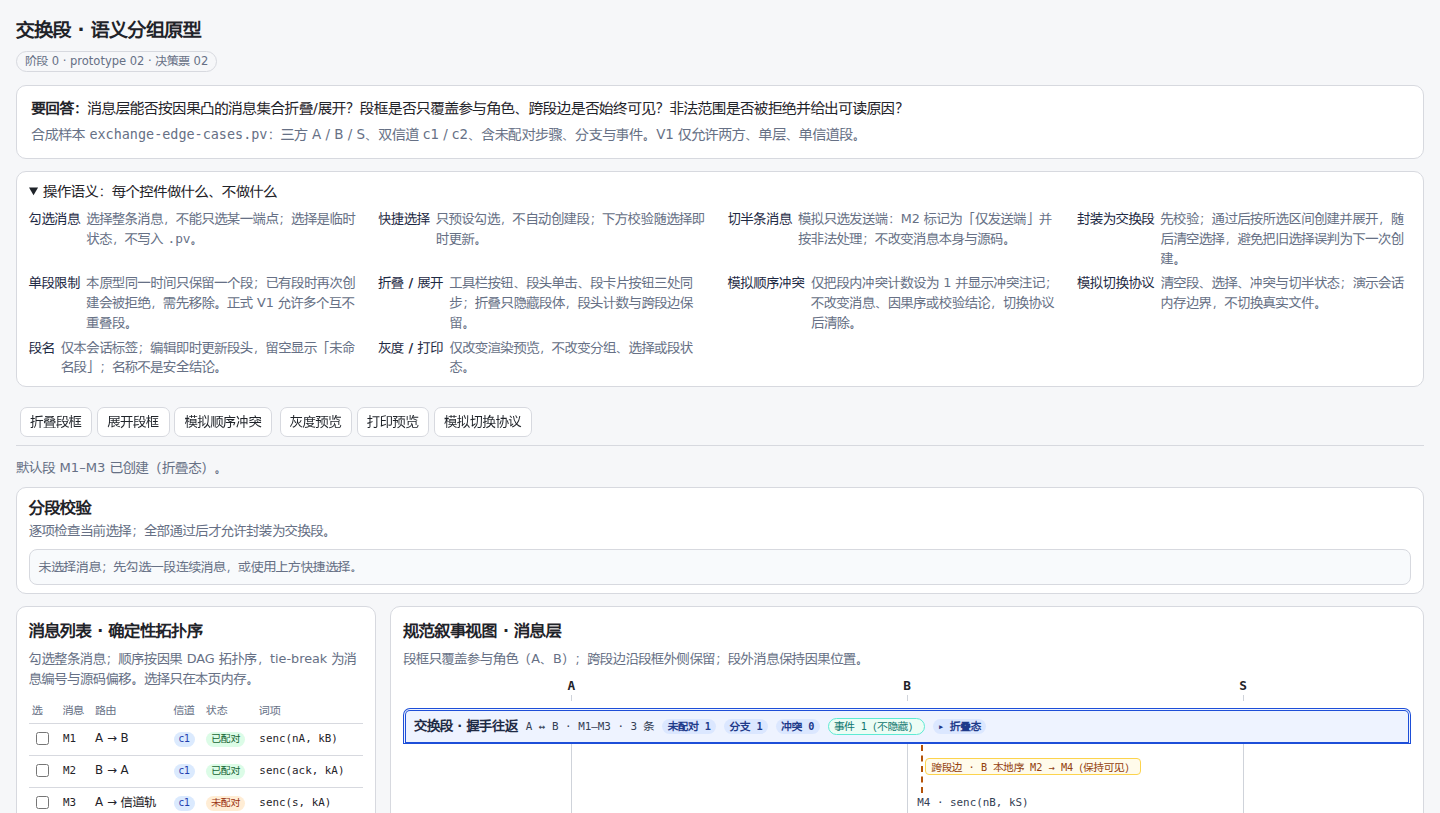 交换段 · 语义分组原型
阶段 0 · prototype 02 · 决策票 02
要回答：消息层能否按因果凸的消息集合折叠/展开？段框是否只覆盖参与角色、跨段边是否始终可见？非法范围是否被拒绝并给出可读原因？
合成样本 exchange-edge-cases.pv：三方 A / B / S、双信道 c1 / c2、含未配对步骤、分支与事件。V1 仅允许两方、单层、单信道段。
▼ 操作语义：每个控件做什么、不做什么
勾选消息 选择整条消息，不能只选某一端点；选择是临时
状态，不写入 .pv。
快捷选择 只预设勾选，不自动创建段；下方校验随选择即
时更新。
切半条消息 模拟只选发送端：M2 标记为「仅发送端」并
按非法处理；不改变消息本身与源码。
封装为交换段 先校验；通过后按所选区间创建并展开，随
后清空选择，避免把旧选择误判为下一次创
建。
单段限制 本原型同一时间只保留一个段；已有段时再次创
建会被拒绝，需先移除。正式 V1 允许多个互不
重叠段。
折叠 / 展开 工具栏按钮、段头单击、段卡片按钮三处同
步；折叠只隐藏段体，段头计数与跨段边保
留。
模拟顺序冲突 仅把段内冲突计数设为 1 并显示冲突注记；
不改变消息、因果序或校验结论，切换协议
后清除。
模拟切换协议 清空段、选择、冲突与切半状态；演示会话
内存边界，不切换真实文件。
段名 仅本会话标签；编辑即时更新段头，留空显示「未命
名段」；名称不是安全结论。
灰度 / 打印 仅改变渲染预览，不改变分组、选择或段状
态。
折叠段框 展开段框 模拟顺序冲突 灰度预览 打印预览 模拟切换协议
默认段 M1–M3 已创建（折叠态）。
分段校验
逐项检查当前选择；全部通过后才允许封装为交换段。
未选择消息；先勾选一段连续消息，或使用上方快捷选择。
消息列表 · 确定性拓扑序
勾选整条消息；顺序按因果 DAG 拓扑序，tie-break 为消
息编号与源码偏移。选择只在本页内存。
选 消息 路由 信道 状态 词项
M1 A → B c1 已配对 senc(nA, kB)
M2 B → A c1 已配对 senc(ack, kA)
M3 A → 信道轨 c1 未配对 senc(s, kA)
规范叙事视图 · 消息层
段框只覆盖参与角色（A、B）；跨段边沿段框外侧保留；段外消息保持因果位置。
A B S
交换段 · 握手往返 A ↔ B · M1–M3 · 3 条 未配对 1 分支 1 冲突 0 事件 1（不隐藏） ▸ 折叠态
跨段边 · B 本地序 M2 → M4（保持可见）
M4 · senc(nB, kS)